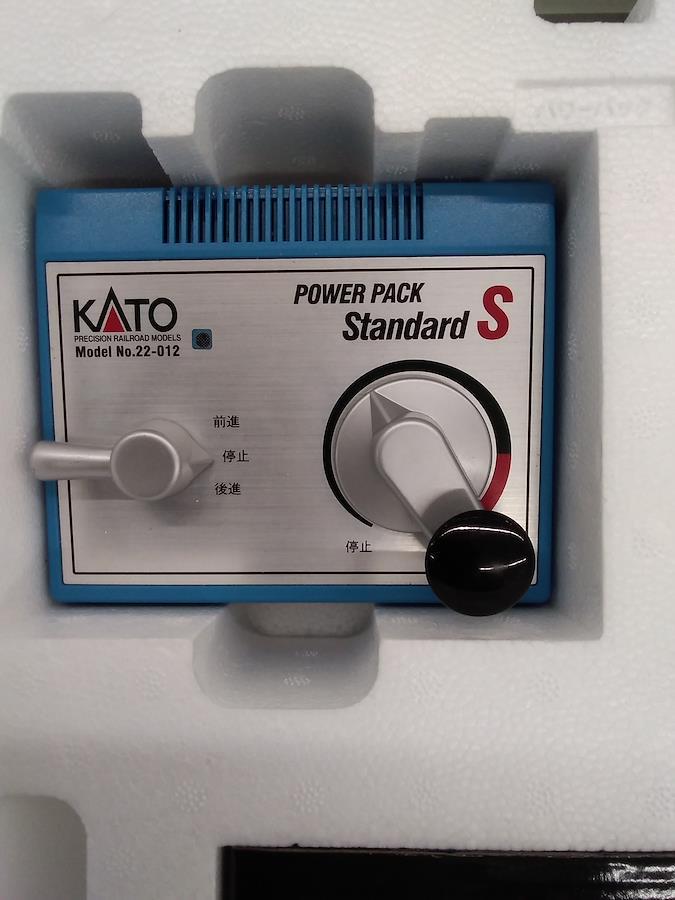 KATO
PRECISION RAILROAD MODELS
Model No.22-012
POWER PACK
Standard S
前進
停止
後進
停止